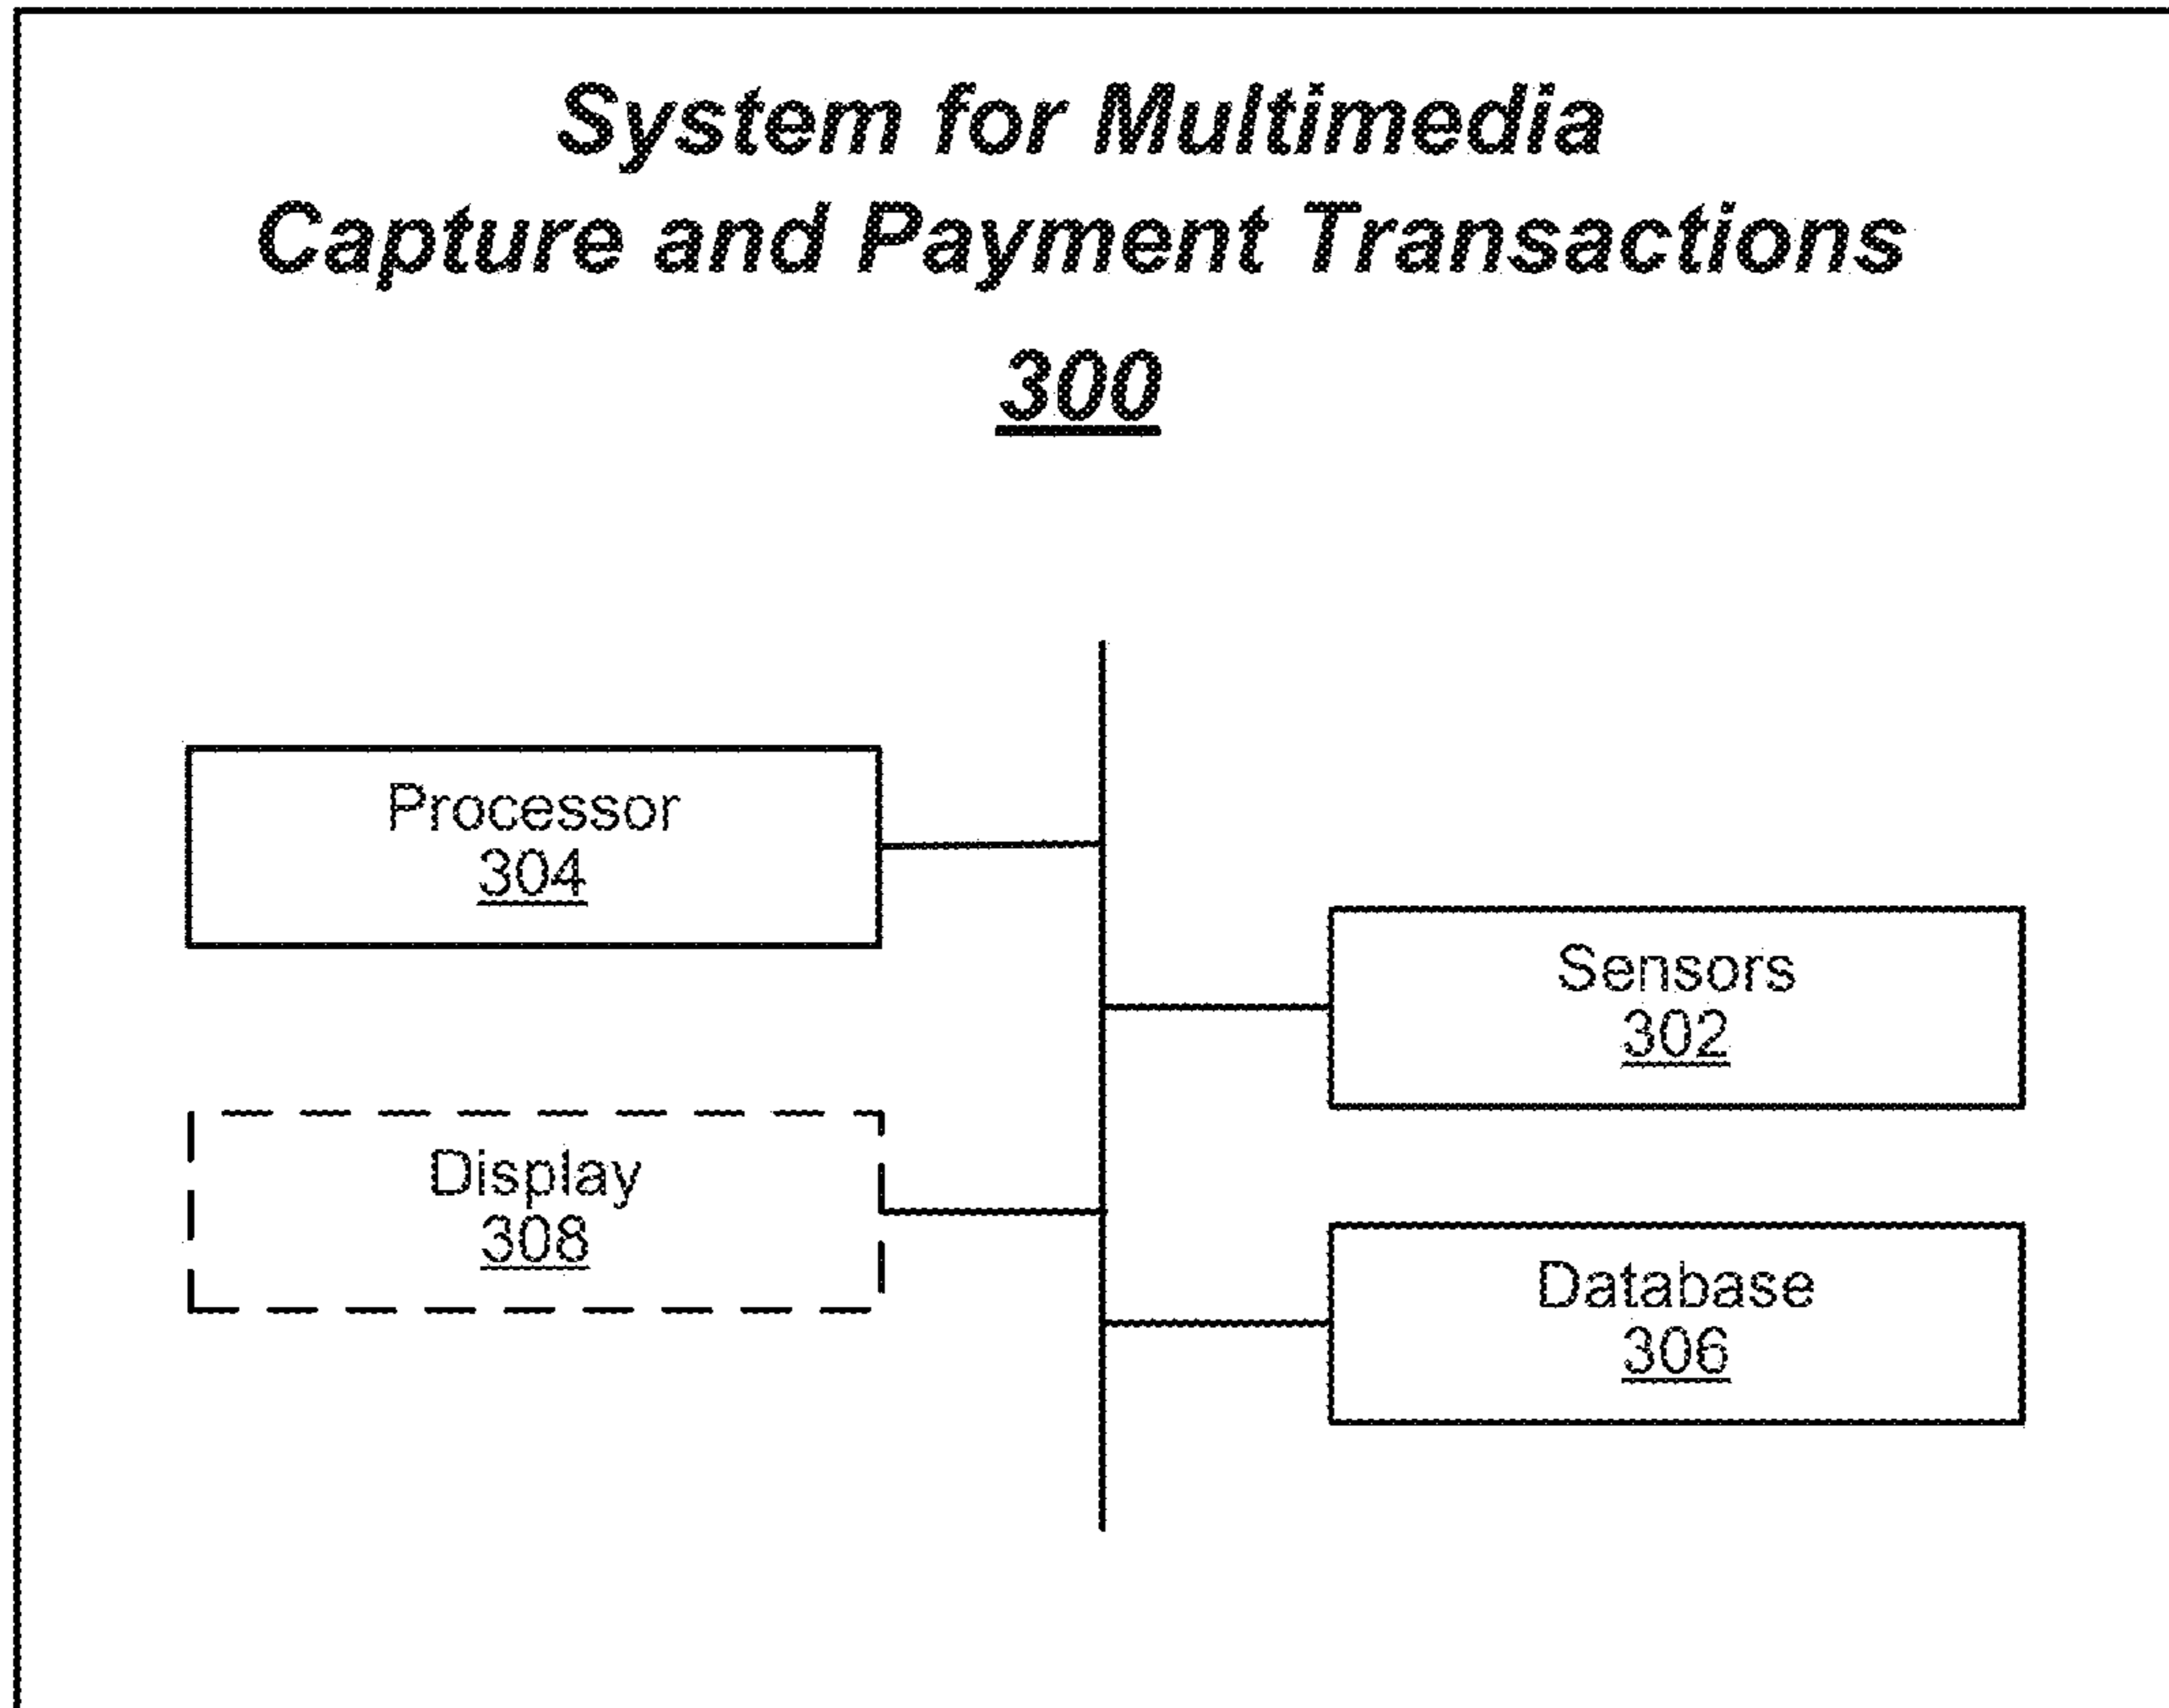 System for Multimedia
Capture and Payment Transactions
300
Processor
304
Sensors
302
Display
308
Database
306